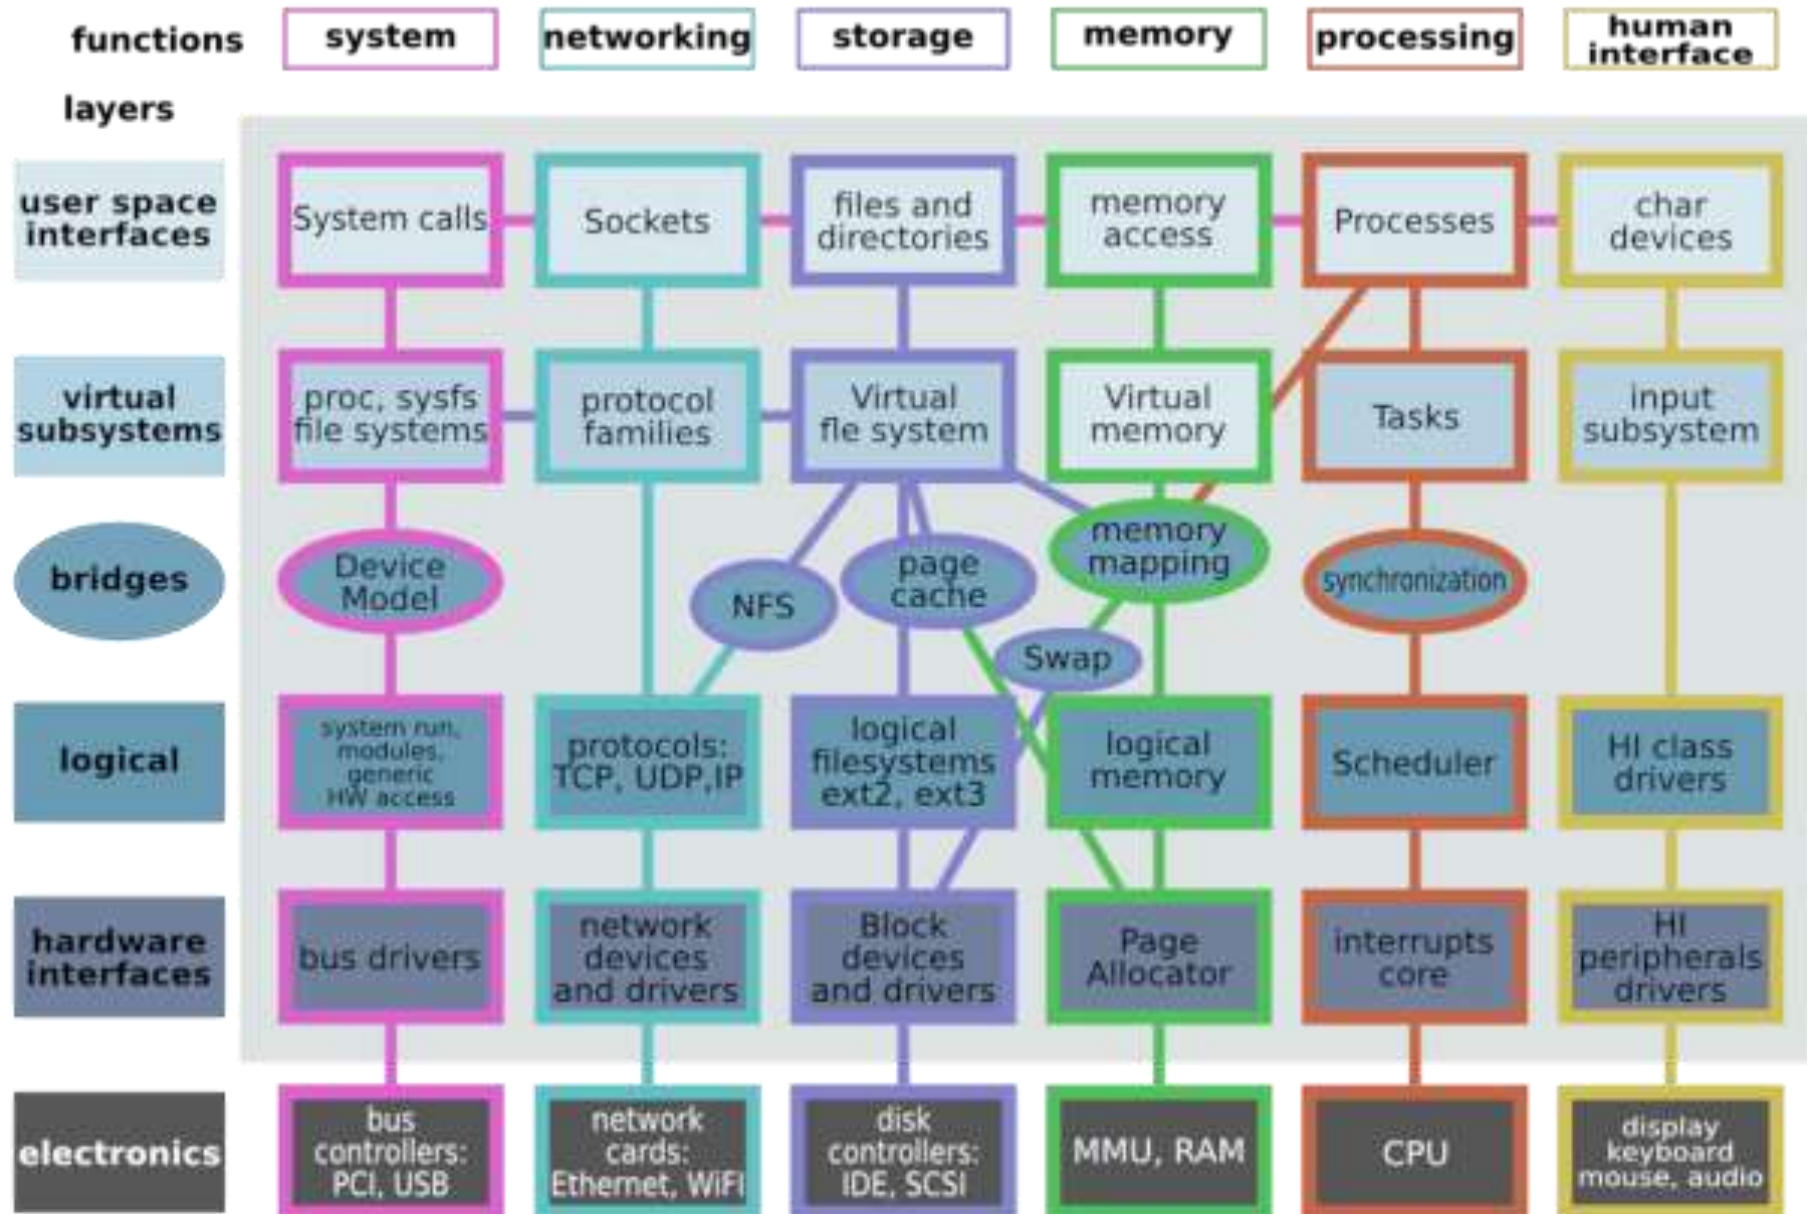 functions
system
networking
storage
memory
processing
human
interface
layers
user space
interfaces
System calls
Sockets
files and
directories
memory
access
Processes
char
devices
virtual
subsystems
proc, sysfs
file systems
protocol
families
Virtual
fle system
Virtual
memory
Tasks
input
subsystem
bridges
Device
Model
NFS
page
cache
memory
mapping
Swap
synchronization
logical
system run,
modules,
generic
HW access
protocols:
TCP, UDP,IP
logical
filesystems
ext2, ext3
logical
memory
Scheduler
HI class
drivers
hardware
interfaces
bus drivers
network
devices
and drivers
Block
devices
and drivers
Page
Allocator
interrupts
core
HI
peripherals
drivers
electronics
bus
controllers:
PCI, USB
network
cards:
Ethernet, WiFI
disk
controllers:
IDE, SCSI
MMU, RAM
CPU
display
keyboard
mouse, audio